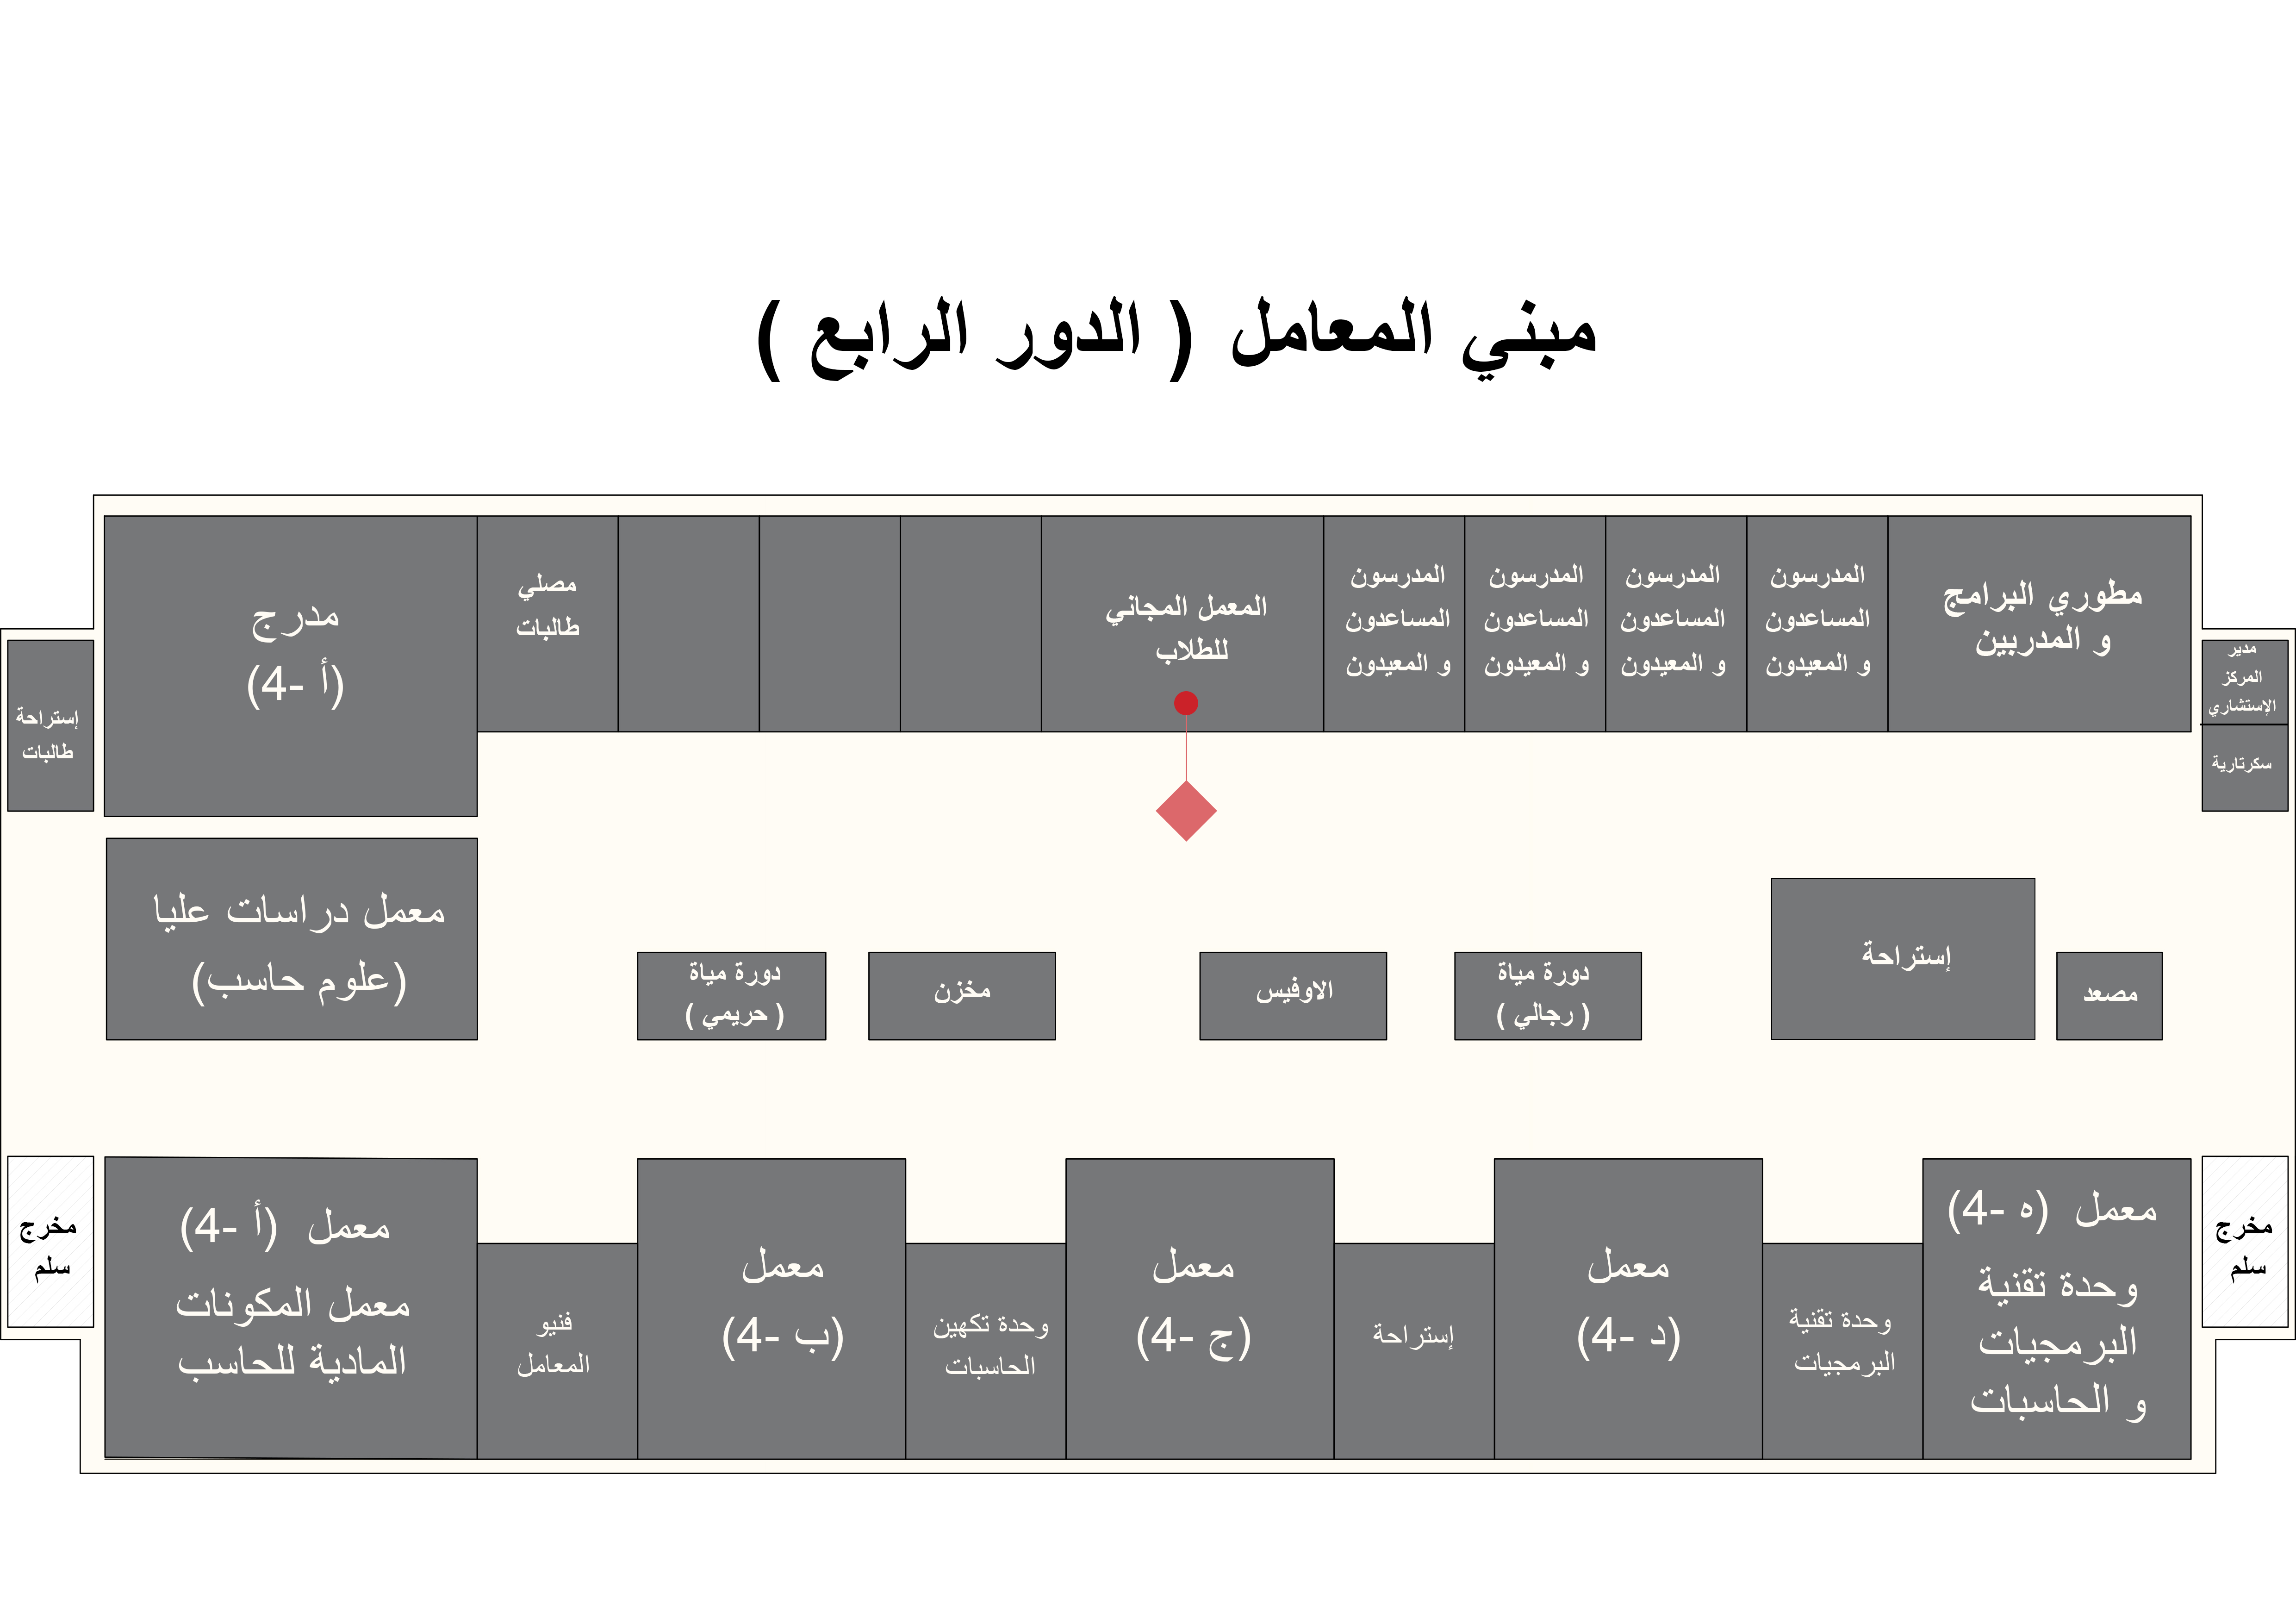 مبني المعامل ( الدور الرابع )
مطوري البرامج
و المدربين
المدرسون
المساعدون
و المعيدون
المدرسون
المساعدون
و المعيدون
المدرسون
المساعدون
و المعيدون
المدرسون
المساعدون
و المعيدون
المعمل المجاني
للطلاب
مصلي
طالبات
مدرج
(أ -4)
مدير
المركز
الإستشاري
سكرتارية
إستراحة
طالبات
مصعد
إستراحة
دورة مياة
( رجالي )
الاوفيس
مخزن
دورة مياة
( حريمي )
معمل دراسات عليا
(علوم حاسب)
مخرج
سلم
معمل (ه -4)
وحدة تقنية
البرمجيات
و الحاسبات
وحدة تقنية
البرمجيات
معمل
(د -4)
إستراحة
معمل
(ج -4)
وحدة تكهين
الحاسبات
معمل
(ب -4)
فنيو
المعامل
معمل (أ -4)
معمل المكونات
المادية للحاسب
مخرج
سلم